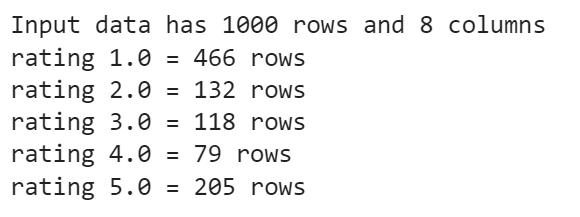 Input data has 1000 rows and 8 columns
rating 1.0 = 466 rows
rating 2.0 = 132 rows
rating 3.0 = 118 rows
rating 4.0 = 79 rows
rating 5.0 = 205 rows